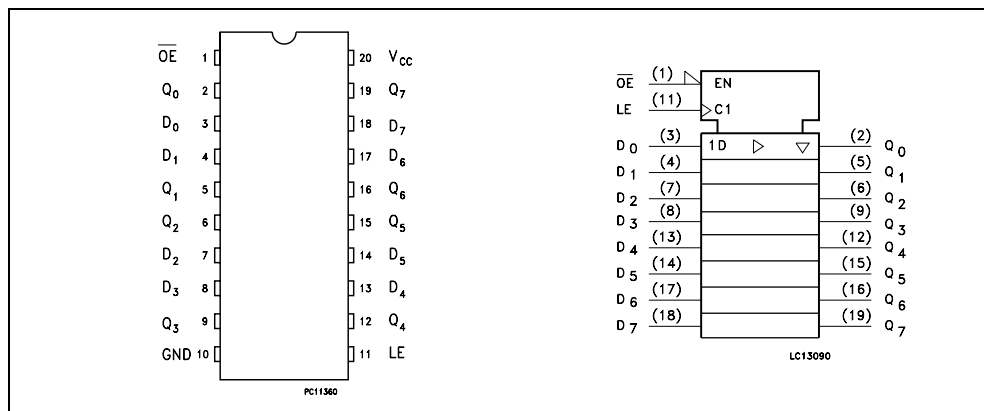 OE 1 20 VCC
Q0 2 19 Q7
D0 3 18 D7
D1 4 17 D6
Q1 5 16 Q6
Q2 6 15 Q5
D2 7 14 D5
D3 8 13 D4
Q3 9 12 Q4
GND 10 11 LE
PC11360
OE (1) EN
LE (11) C1
D0 (3) 1D (2) Q0
D1 (4) (5) Q1
D2 (7) (6) Q2
D3 (8) (9) Q3
D4 (13) (12) Q4
D5 (14) (15) Q5
D6 (17) (16) Q6
D7 (18) (19) Q7
LC13090